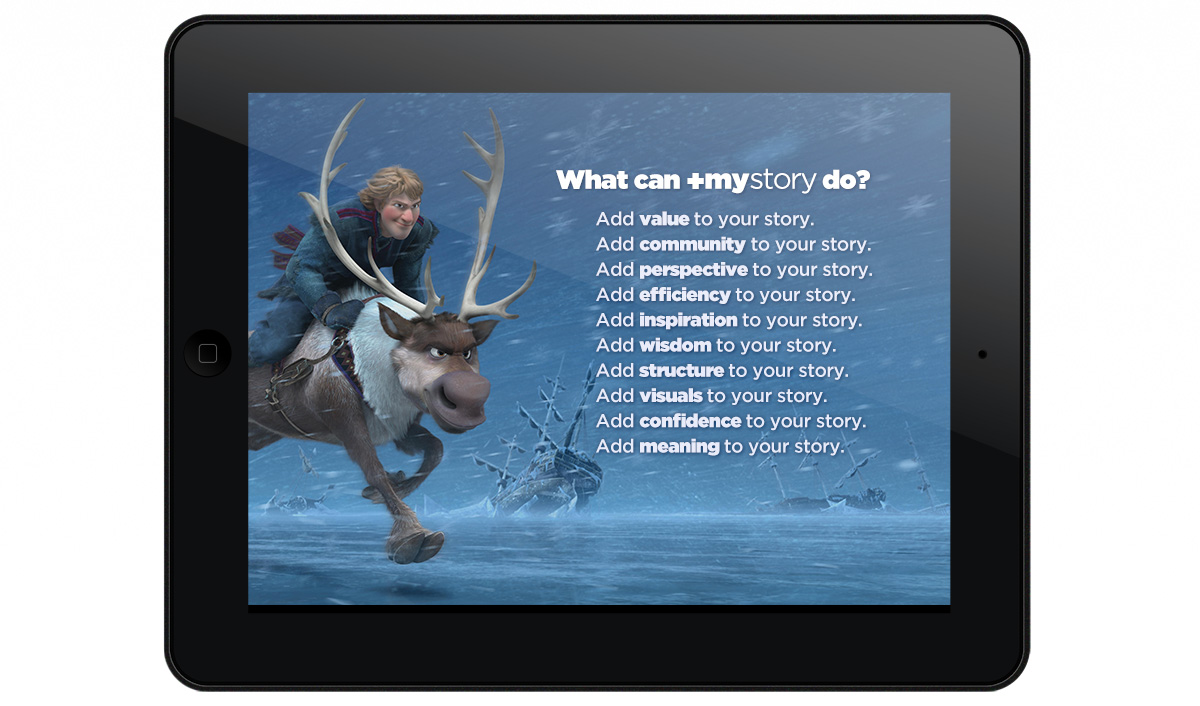 What can +mystory do?
Add value to your story.
Add community to your story.
Add perspective to your story.
Add efficiency to your story.
Add inspiration to your story.
Add wisdom to your story.
Add structure to your story.
Add visuals to your story.
Add confidence to your story.
Add meaning to your story.